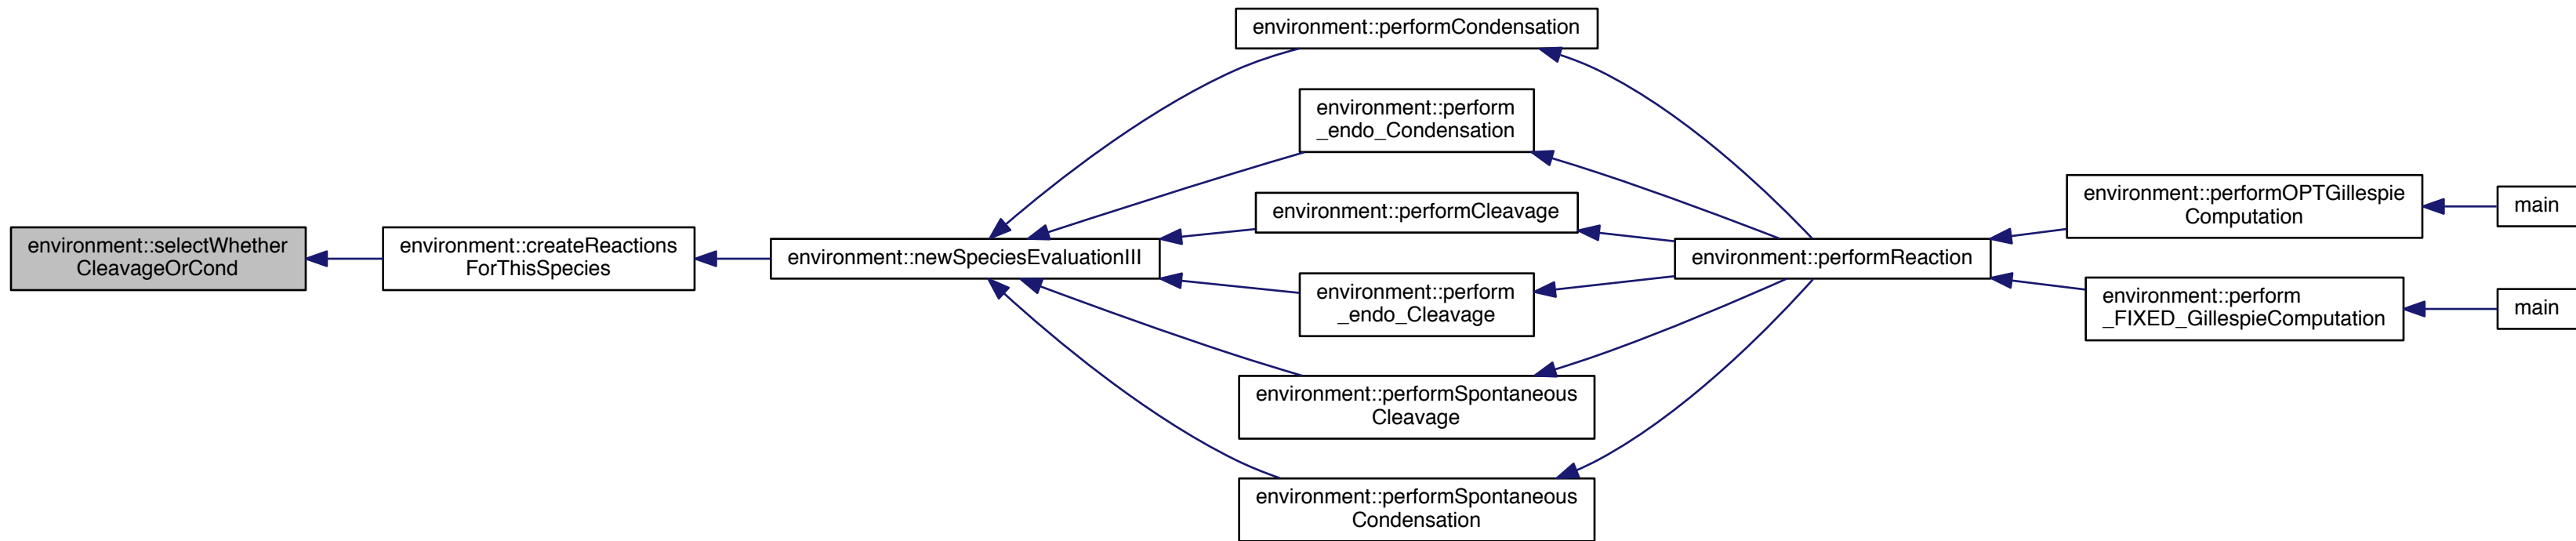 environment::selectWhether
CleavageOrCond
environment::createReactions
ForThisSpecies
environment::newSpeciesEvaluationIII
environment::performCondensation
environment::perform
_endo_Condensation
environment::performCleavage
environment::perform
_endo_Cleavage
environment::performSpontaneous
Cleavage
environment::performSpontaneous
Condensation
environment::performReaction
environment::performOPTGillespie
Computation
environment::perform
_FIXED_GillespieComputation
main
main